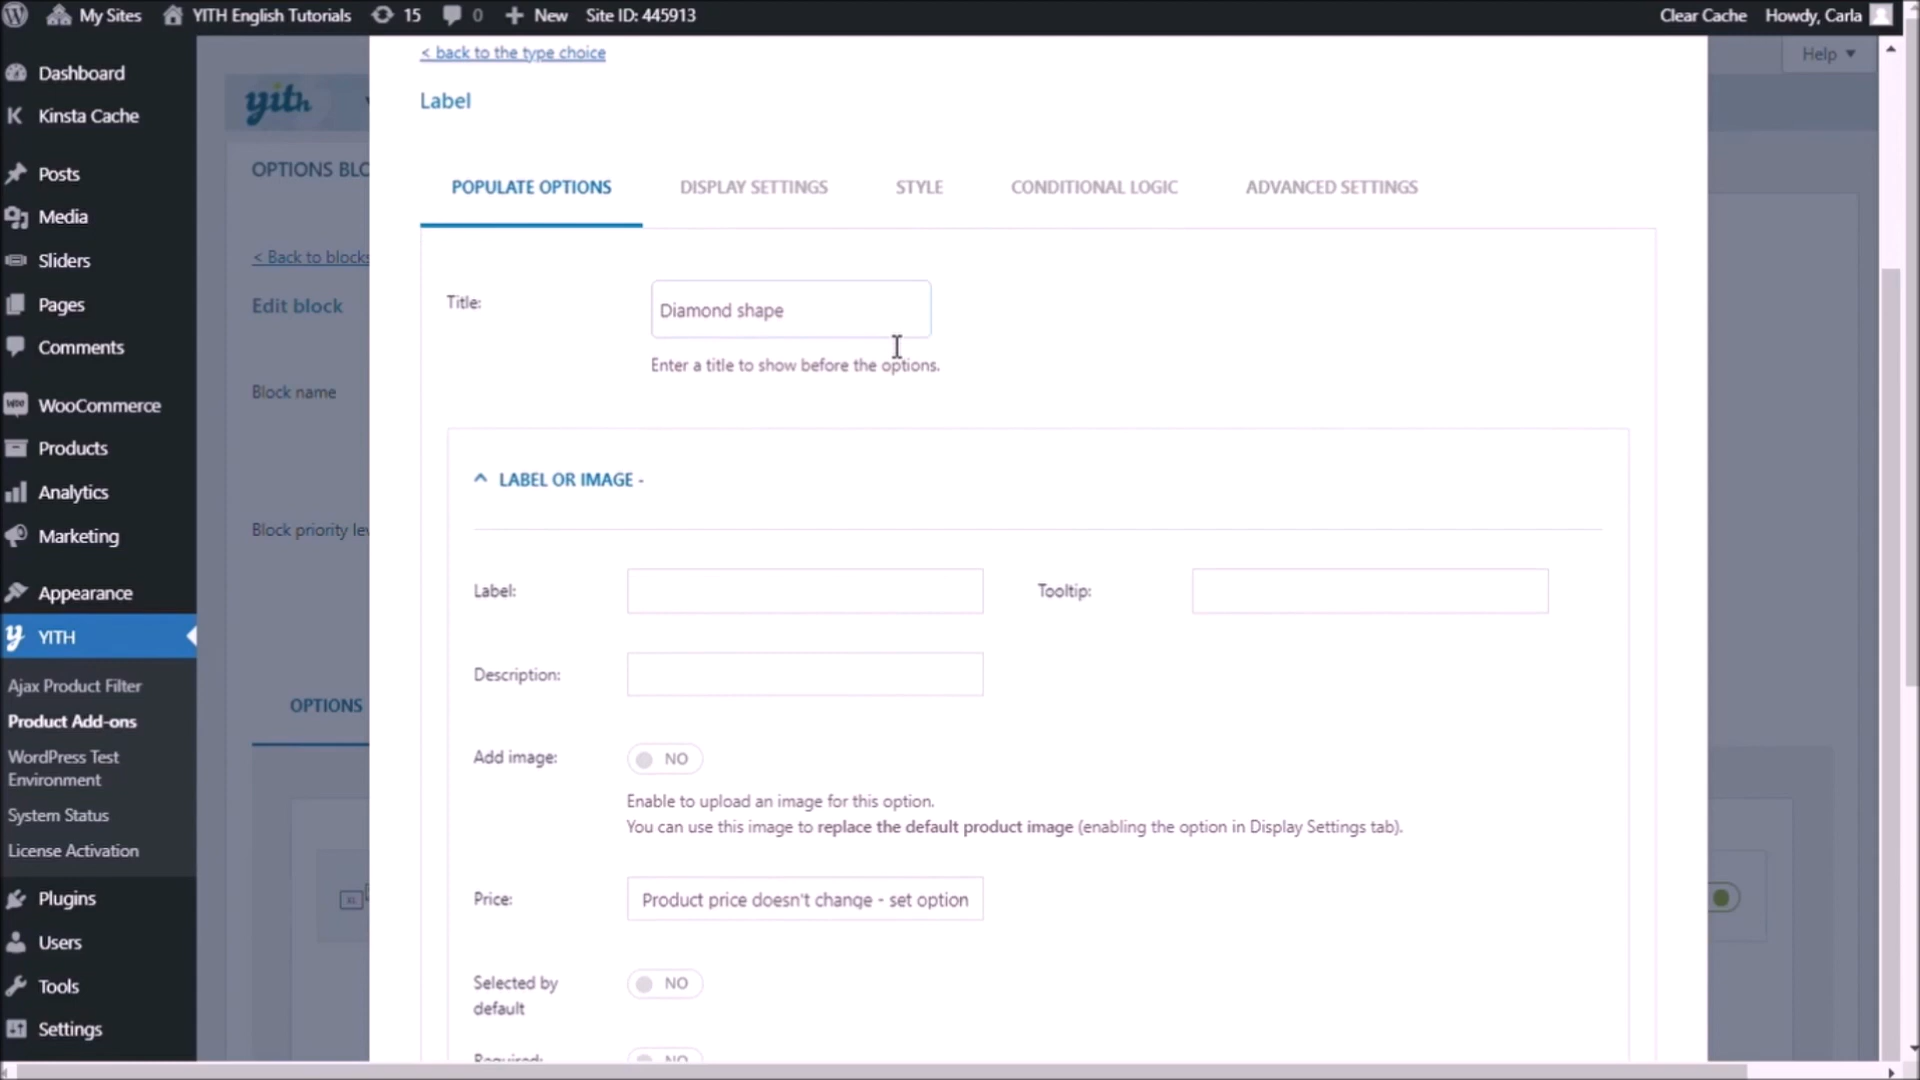 My Sites
YITH English Tutorials
15
0
New
Site ID: 445913
Clear Cache
Howdy, Carla
Dashboard
Kinsta Cache
Posts
Media
Sliders
Pages
Comments
WooCommerce
Products
Analytics
Marketing
Appearance
YITH
Ajax Product Filter
Product Add-ons
WordPress Test
Environment
System Status
License Activation
Plugins
Users
Tools
Settings
yith
Help
OPTIONS BLO
< Back to blocks
Edit block
Block name
Block priority lev
OPTIONS
XL
< back to the type choice
Label
POPULATE OPTIONS
DISPLAY SETTINGS
STYLE
CONDITIONAL LOGIC
ADVANCED SETTINGS
Title:
Diamond shape
Enter a title to show before the options.
LABEL OR IMAGE -
Label:
Tooltip:
Description:
Add image:
NO
Enable to upload an image for this option.
You can use this image to replace the default product image (enabling the option in Display Settings tab).
Price:
Product price doesn't change - set option
Selected by
default
NO
Required:
NO